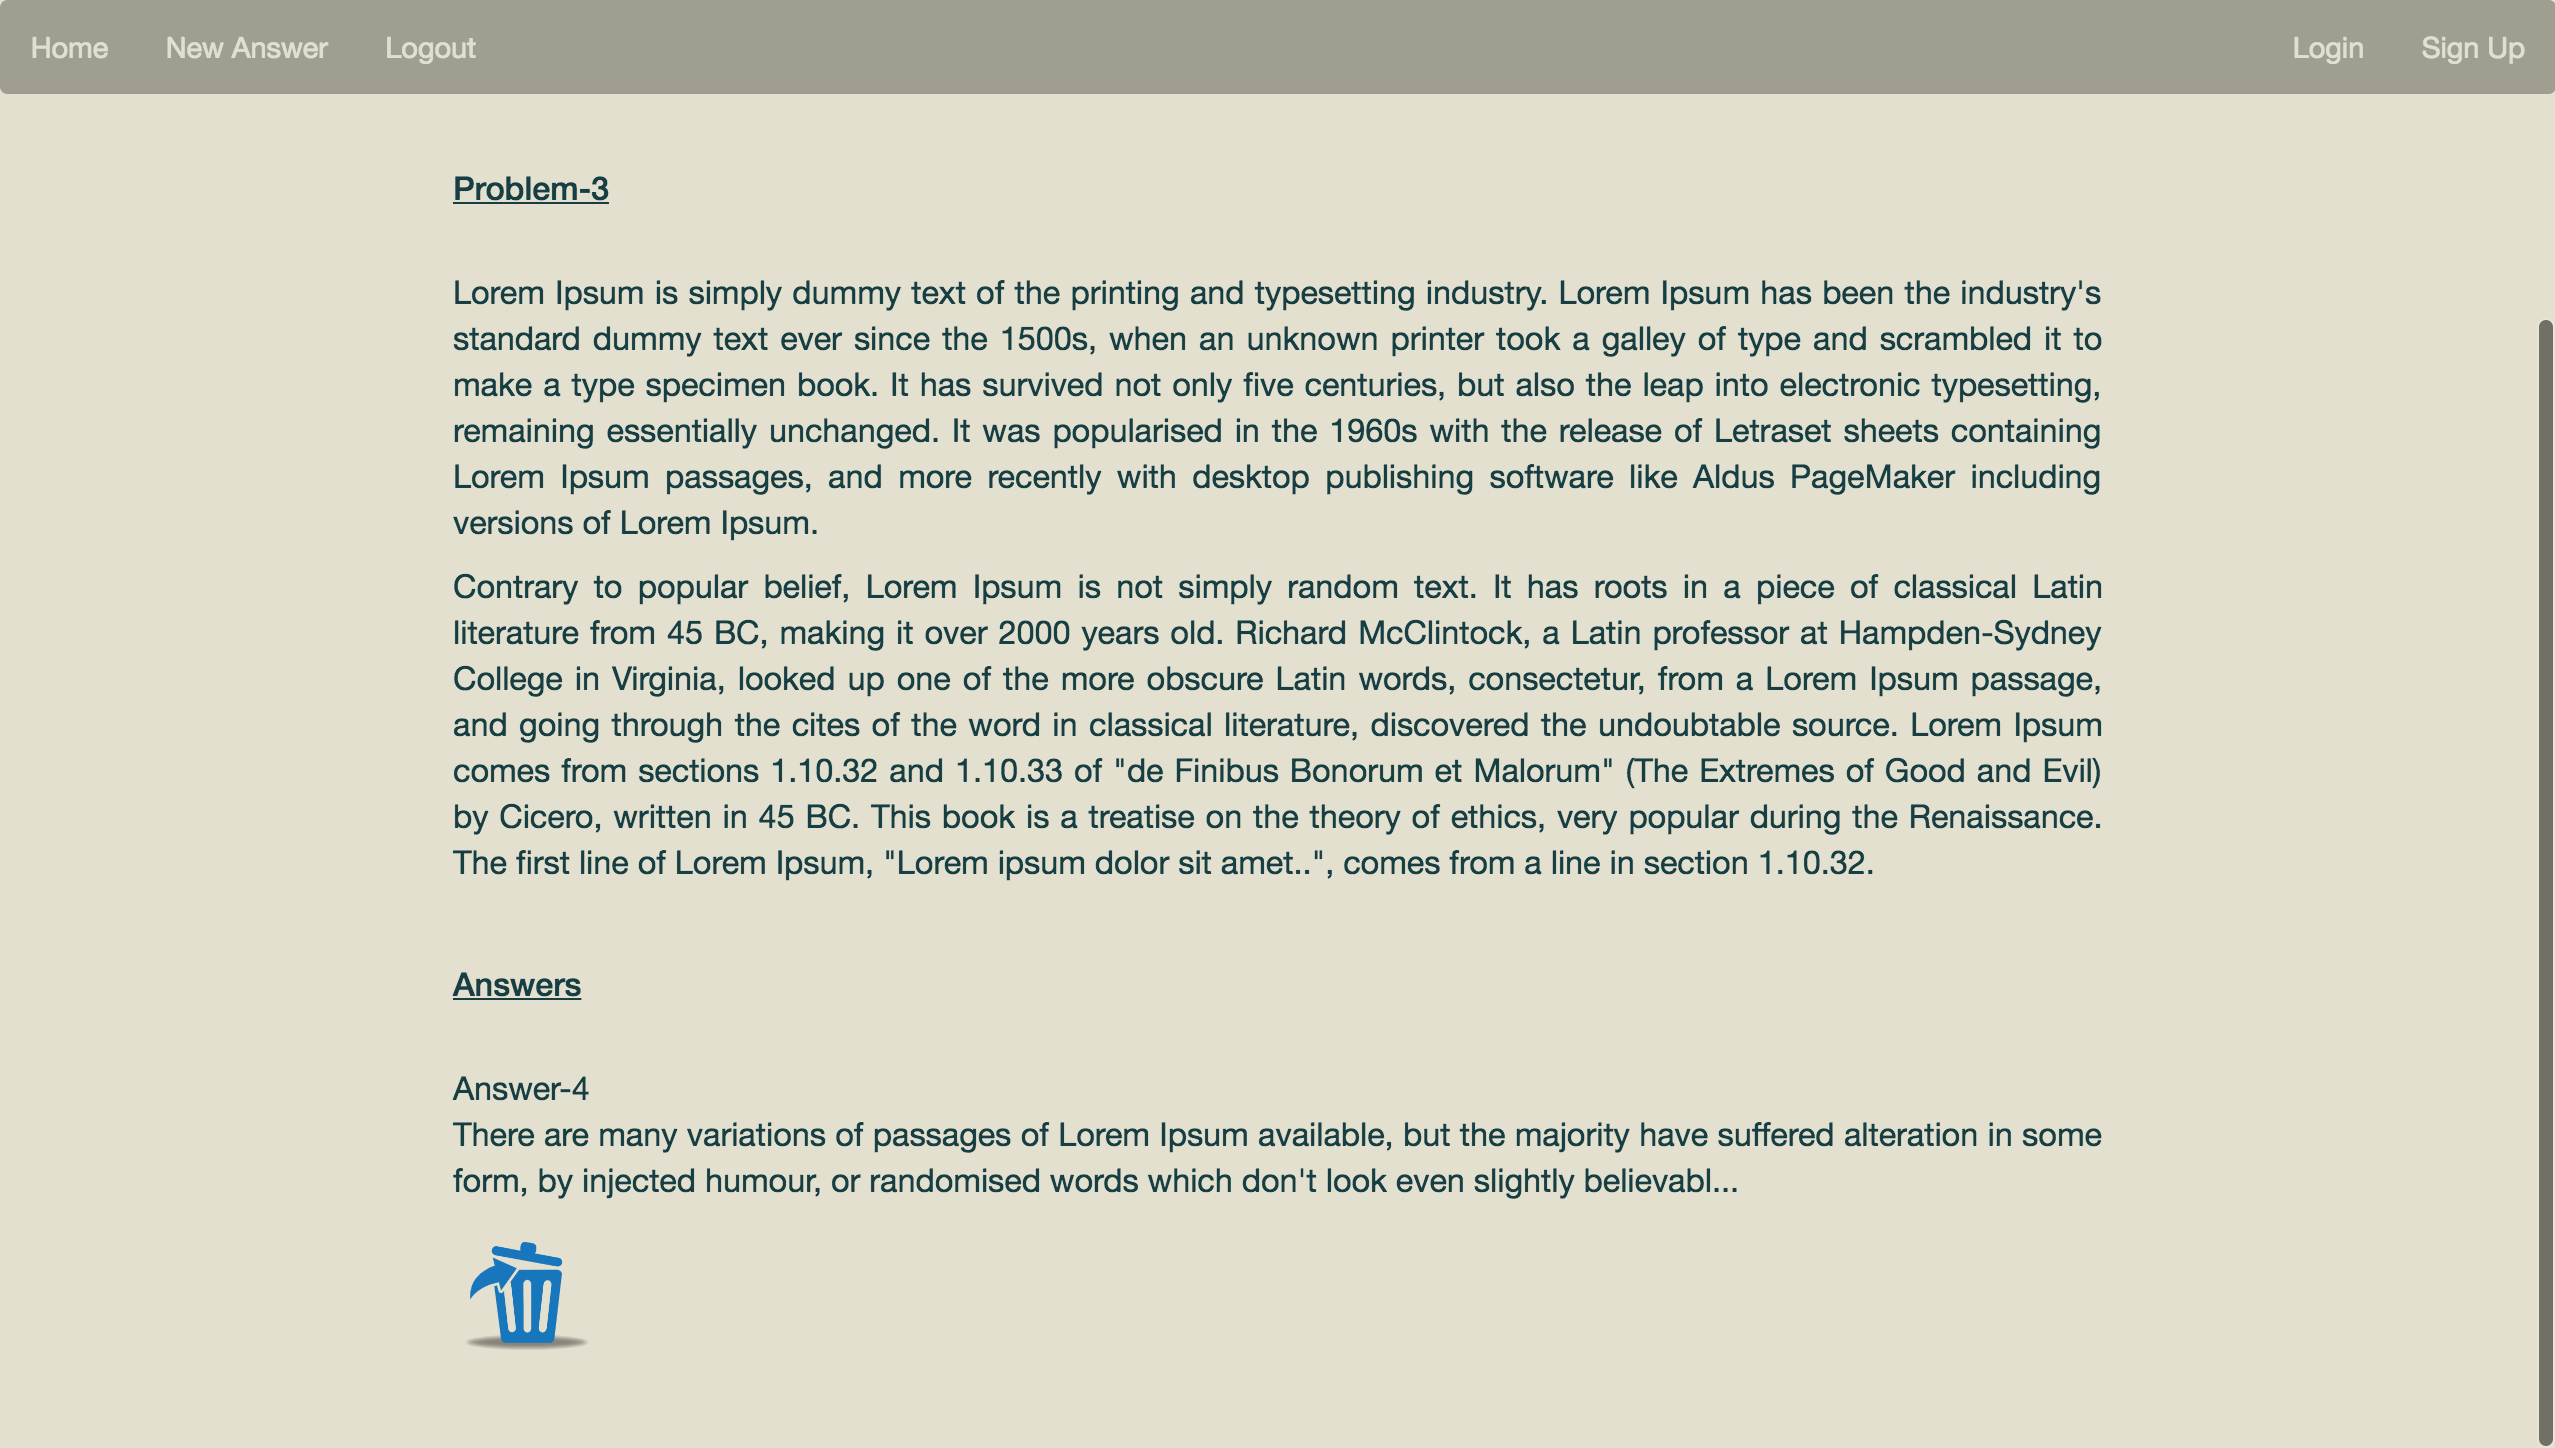 Home New Answer Logout Login Sign Up
Problem-3
Lorem Ipsum is simply dummy text of the printing and typesetting industry. Lorem Ipsum has been the industry's
standard dummy text ever since the 1500s, when an unknown printer took a galley of type and scrambled it to
make a type specimen book. It has survived not only five centuries, but also the leap into electronic typesetting,
remaining essentially unchanged. It was popularised in the 1960s with the release of Letraset sheets containing
Lorem Ipsum passages, and more recently with desktop publishing software like Aldus PageMaker including
versions of Lorem Ipsum.
Contrary to popular belief, Lorem Ipsum is not simply random text. It has roots in a piece of classical Latin
literature from 45 BC, making it over 2000 years old. Richard McClintock, a Latin professor at Hampden-Sydney
College in Virginia, looked up one of the more obscure Latin words, consectetur, from a Lorem Ipsum passage,
and going through the cites of the word in classical literature, discovered the undoubtable source. Lorem Ipsum
comes from sections 1.10.32 and 1.10.33 of "de Finibus Bonorum et Malorum" (The Extremes of Good and Evil)
by Cicero, written in 45 BC. This book is a treatise on the theory of ethics, very popular during the Renaissance.
The first line of Lorem Ipsum, "Lorem ipsum dolor sit amet..", comes from a line in section 1.10.32.
Answers
Answer-4
There are many variations of passages of Lorem Ipsum available, but the majority have suffered alteration in some
form, by injected humour, or randomised words which don't look even slightly believabl...